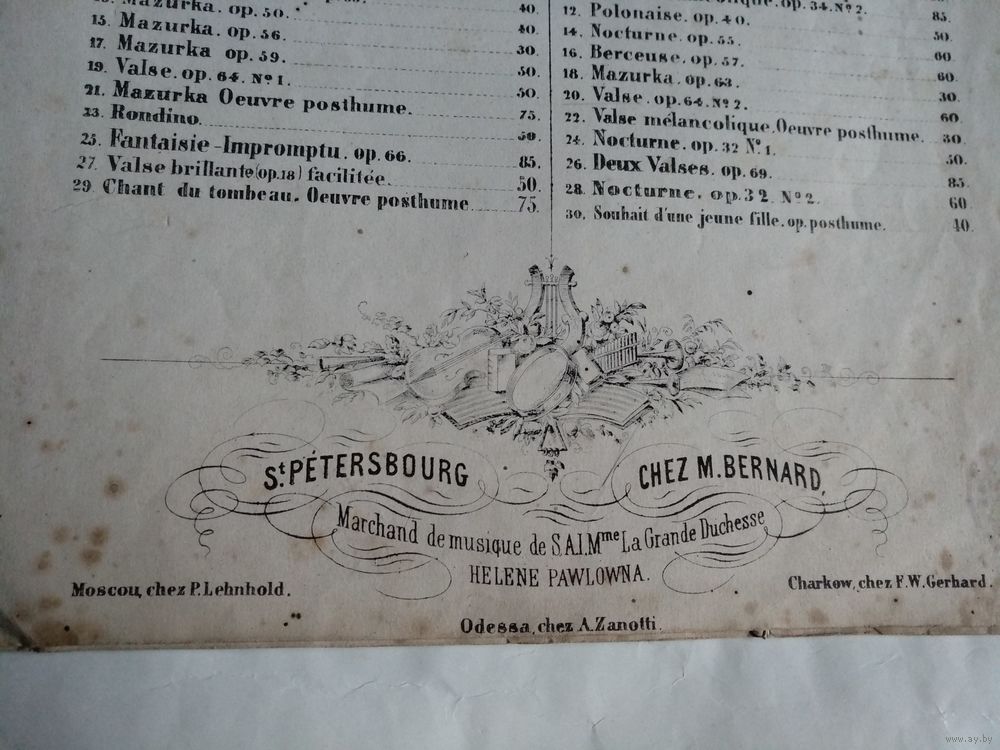 Mazurka. op. 50. 40.
15. Mazurka. op. 56. 40.
17. Mazurka op. 59. 30
19. Valse. op. 64. No 1. 50.
21. Mazurka Oeuvre posthume. 50.
23. Rondino. 75.
25. Fantaisie-Impromptu. op. 66. 50.
27. Valse brillante (op. 18) facilitée. 85.
50.
29. Chant du tombeau. Oeuvre posthume 75.
op. 34. No 2.
12. Polonaise. op. 40. 85.
14. Nocturne. op. 55. 50.
16. Berceuse. op. 57. 60
18. Mazurka. op. 63. 60
20. Valse. op. 64. No 2. 30.
22. Valse mélancolique. Oeuvre posthume. 60.
24. Nocturne. op. 32 No 1. 30
26. Deux Valses. op. 69. 50.
28. Nocturne. op. 32. No 2. 85.
60
30. Souhait d'une jeune fille. op. posthume. 40.
St. PÉTERSBOURG CHEZ M. BERNARD,
Marchand de musique de S.A.I. Mme La Grande Duchesse
HELENE PAWLOWNA.
Moscou, chez P. Lehnhold.
Charkow, chez F. W. Gerhard.
Odessa, chez A. Zanotti.
www.ay.by